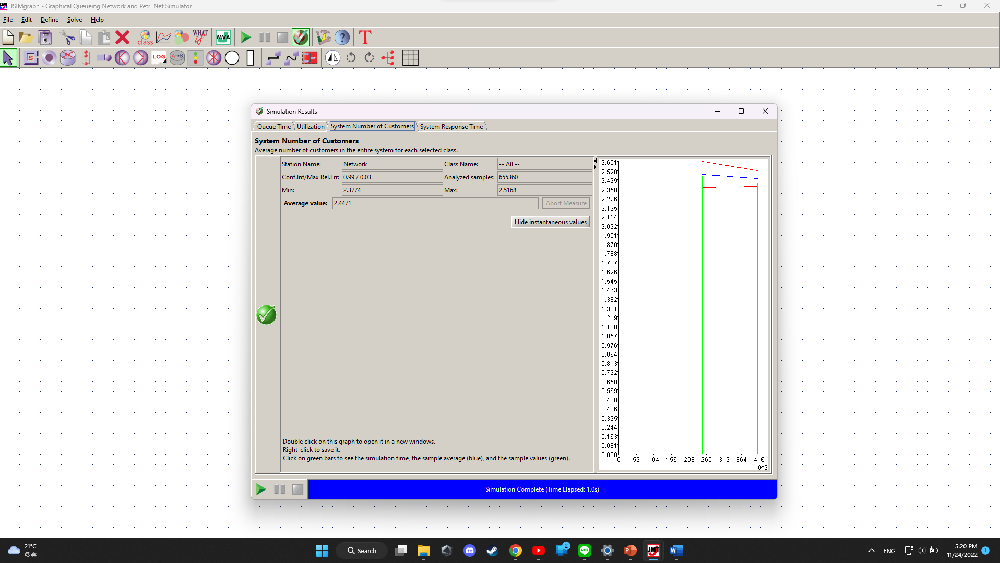 JSIMgraph - Graphical Queueing Network and Petri Net Simulator
File Edit Define Solve Help
class WHAT IF MVA ? T
S LOG A→B
Simulation Results
Queue Time Utilization System Number of Customers System Response Time
System Number of Customers
Average number of customers in the entire system for each selected class.
Station Name: Network Class Name: -- All --
Conf.Int/Max Rel.Err: 0.99 / 0.03 Analyzed samples: 655360
Min: 2.3774 Max: 2.5168
Average value: 2.4471 Abort Measure
Hide instantaneous values
Double click on this graph to open it in a new windows.
Right-click to save it.
Click on green bars to see the simulation time, the sample average (blue), and the sample values (green).
2.601
2.520
2.439
2.358
2.276
2.195
2.114
2.032
1.951
1.870
1.788
1.707
1.626
1.545
1.463
1.382
1.301
1.219
1.138
1.057
0.976
0.894
0.813
0.732
0.650
0.569
0.488
0.406
0.325
0.244
0.163
0.081
0.000
0 52 104 156 208 260 312 364 416
10^3
Simulation Complete (Time Elapsed: 1.0s)
21°C
多雲
Search
2
LINE
P
JMT
W
ENG
5:20 PM
11/24/2022
1